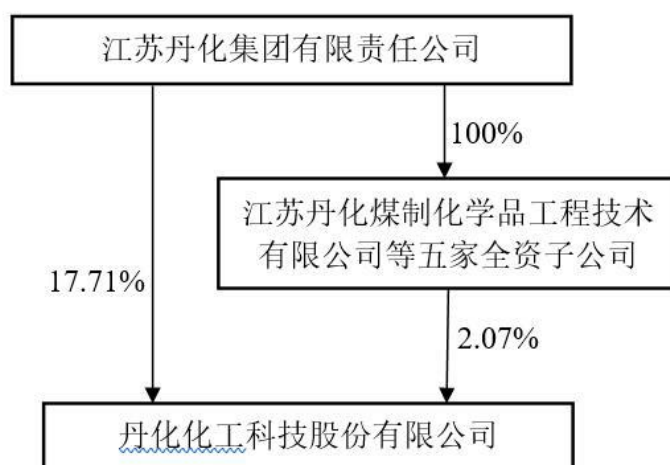 江苏丹化集团有限责任公司
100%
江苏丹化煤制化学品工程技术
有限公司等五家全资子公司
17.71%
2.07%
丹化化工科技股份有限公司